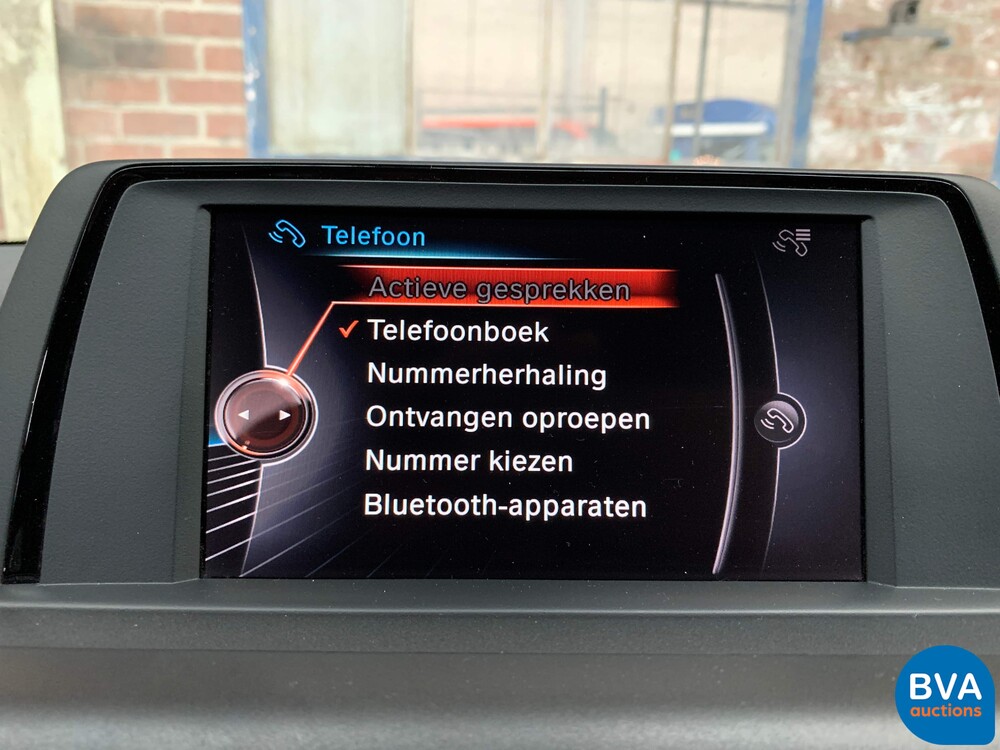 Telefoon
Actieve gesprekken
Telefoonboek
Nummerherhaling
Ontvangen oproepen
Nummer kiezen
Bluetooth-apparaten
BVA
auctions